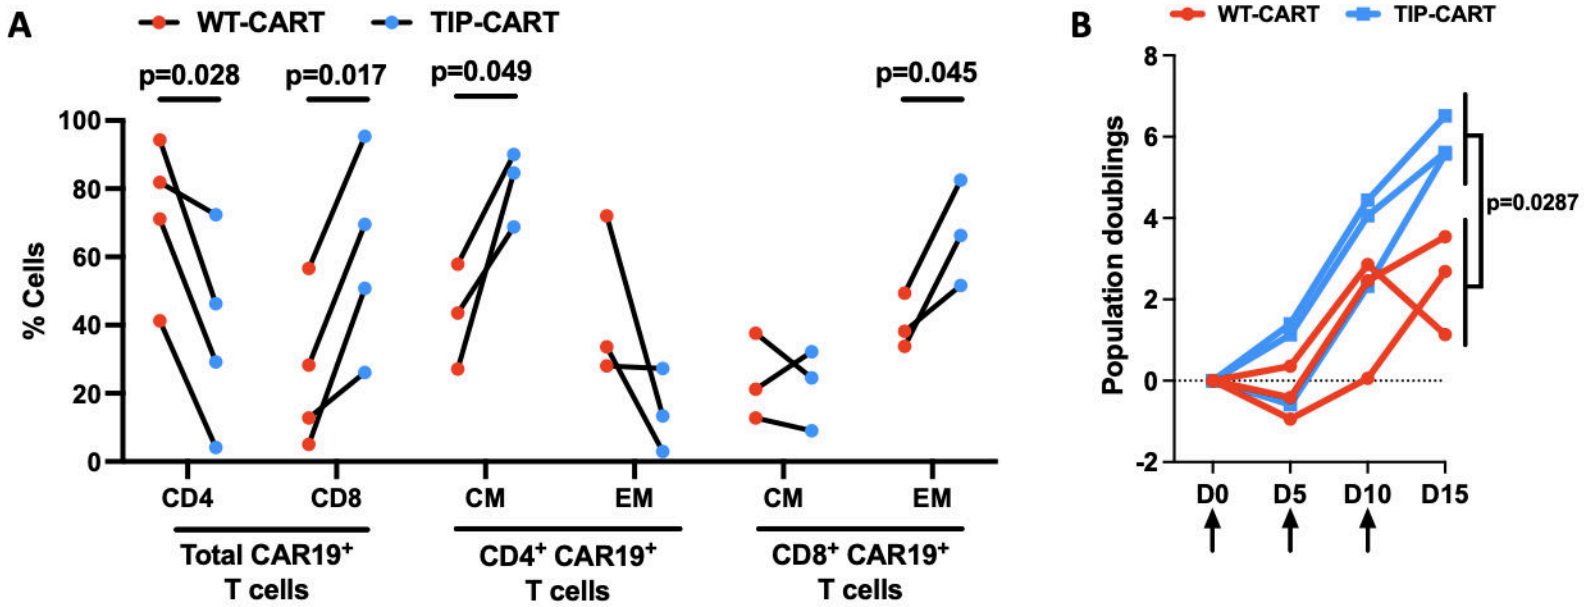 A
WT-CART
TIP-CART
p=0.028
p=0.017
p=0.049
p=0.045
100
80
60
40
20
0
% Cells
CD4
CD8
CM
EM
CM
EM
Total CAR19⁺
T cells
CD4⁺ CAR19⁺
T cells
CD8⁺ CAR19⁺
T cells
B
WT-CART
TIP-CART
8
6
4
2
0
-2
Population doublings
p=0.0287
D0
D5
D10
D15